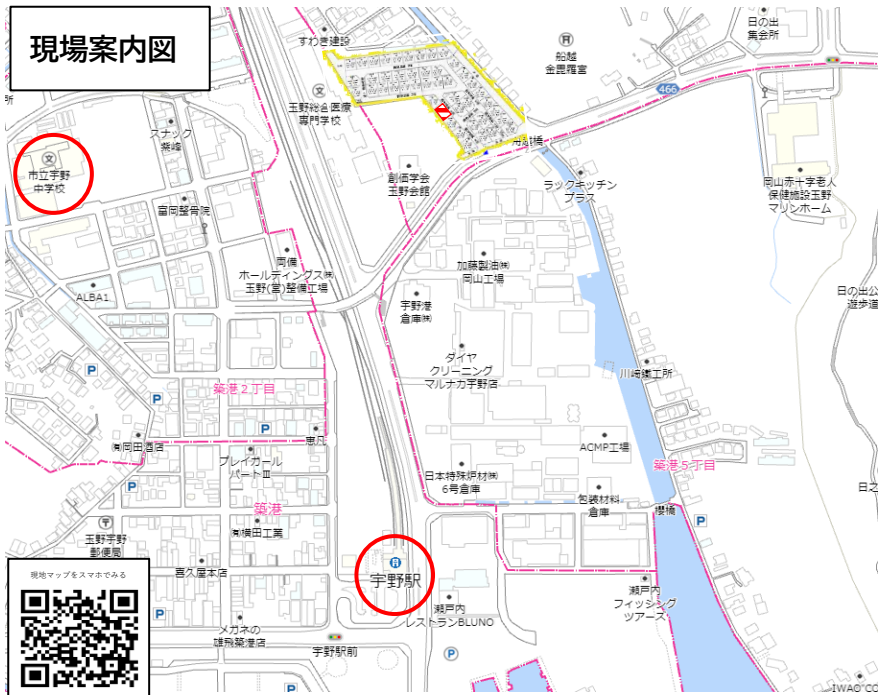 現場案内図
すわき建設
船越
金毘羅宮
日の出
集会所
466
所
玉野総合医療
専門学校
スナック
紫峰
市立宇野
中学校
創価学会
玉野会館
ラックキッチン
プラス
岡山赤十字老人
保健施設玉野
マリンホーム
富岡整骨院
両備
ホールディングス㈱
玉野(営)整備工場
加藤製油㈱
岡山工場
ALBA1
宇野港
倉庫㈱
日の出公
遊歩道
ダイヤ
クリーニング
マルナカ宇野店
川崎鐵工所
P
築港2丁目
P
P
㈲岡田酒店
恵凡
プレイガール
パートⅢ
ACMP工場
日本特殊炉材㈱
6号倉庫
築港5丁目
P
包装材料
倉庫
日之
築港
櫻橋
P
玉野宇野
郵便局
㈲横田工業
喜久屋本店
宇野駅
現地マップをスマホでみる
瀬戸内
レストランBLUNO
瀬戸内
フィッシング
ツアーズ
P
メガネの
雄飛築港店
宇野駅前
P
P
IWAO CO